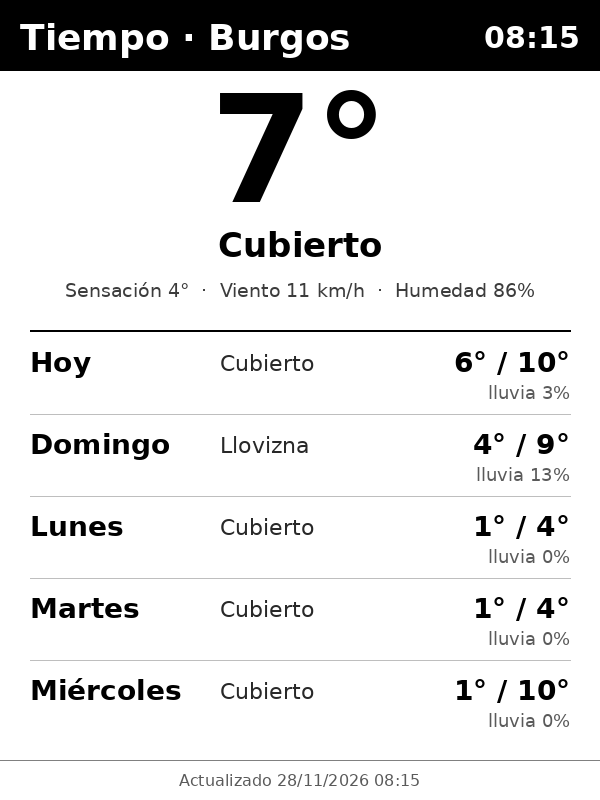 Tiempo · Burgos 08:15
7°
Cubierto
Sensación 4° · Viento 11 km/h · Humedad 86%
Hoy Cubierto 6° / 10°
lluvia 3%
Domingo Llovizna 4° / 9°
lluvia 13%
Lunes Cubierto 1° / 4°
lluvia 0%
Martes Cubierto 1° / 4°
lluvia 0%
Miércoles Cubierto 1° / 10°
lluvia 0%
Actualizado 28/11/2026 08:15